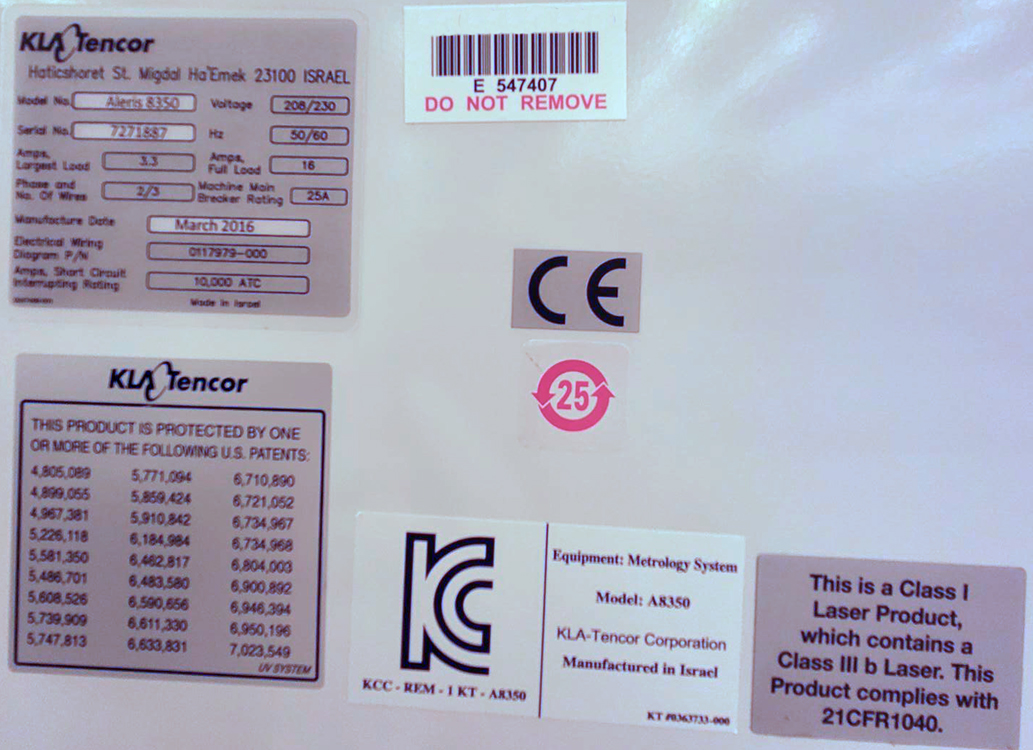 KLA Tencor
Haticshoret St. Migdal Ha'Emek 23100 ISRAEL
Model No. Aleris 8350 Voltage 208/230
Serial No. 7271887 Hz 50/60
Amps, Largest Load 3.3 Amps, Full Load 16
Phase and No. Of Wires 2/3 Machine Main Breaker Rating 25A
Manufacture Date March 2016
Electrical Wiring Diagram P/N 0117979-000
Amps, Short Circuit Interrupting Rating 10,000 ATC
Made in Israel
E 547407
DO NOT REMOVE
CE
25
KLA Tencor
THIS PRODUCT IS PROTECTED BY ONE
OR MORE OF THE FOLLOWING U.S. PATENTS:
4,805,089 5,771,094 6,710,890
4,899,055 5,859,424 6,721,052
4,967,381 5,910,842 6,734,967
5,226,118 6,184,984 6,734,968
5,581,350 6,462,817 6,804,003
5,486,701 6,483,580 6,900,892
5,608,526 6,590,656 6,946,394
5,739,909 6,611,330 6,950,196
5,747,813 6,633,831 7,023,549
UV SYSTEM
KC
KCC - REM - 1 KT - A8350
Equipment: Metrology System
Model: A8350
KLA-Tencor Corporation
Manufactured in Israel
KT #0363733-000
This is a Class I
Laser Product,
which contains a
Class III b Laser. This
Product complies with
21CFR1040.